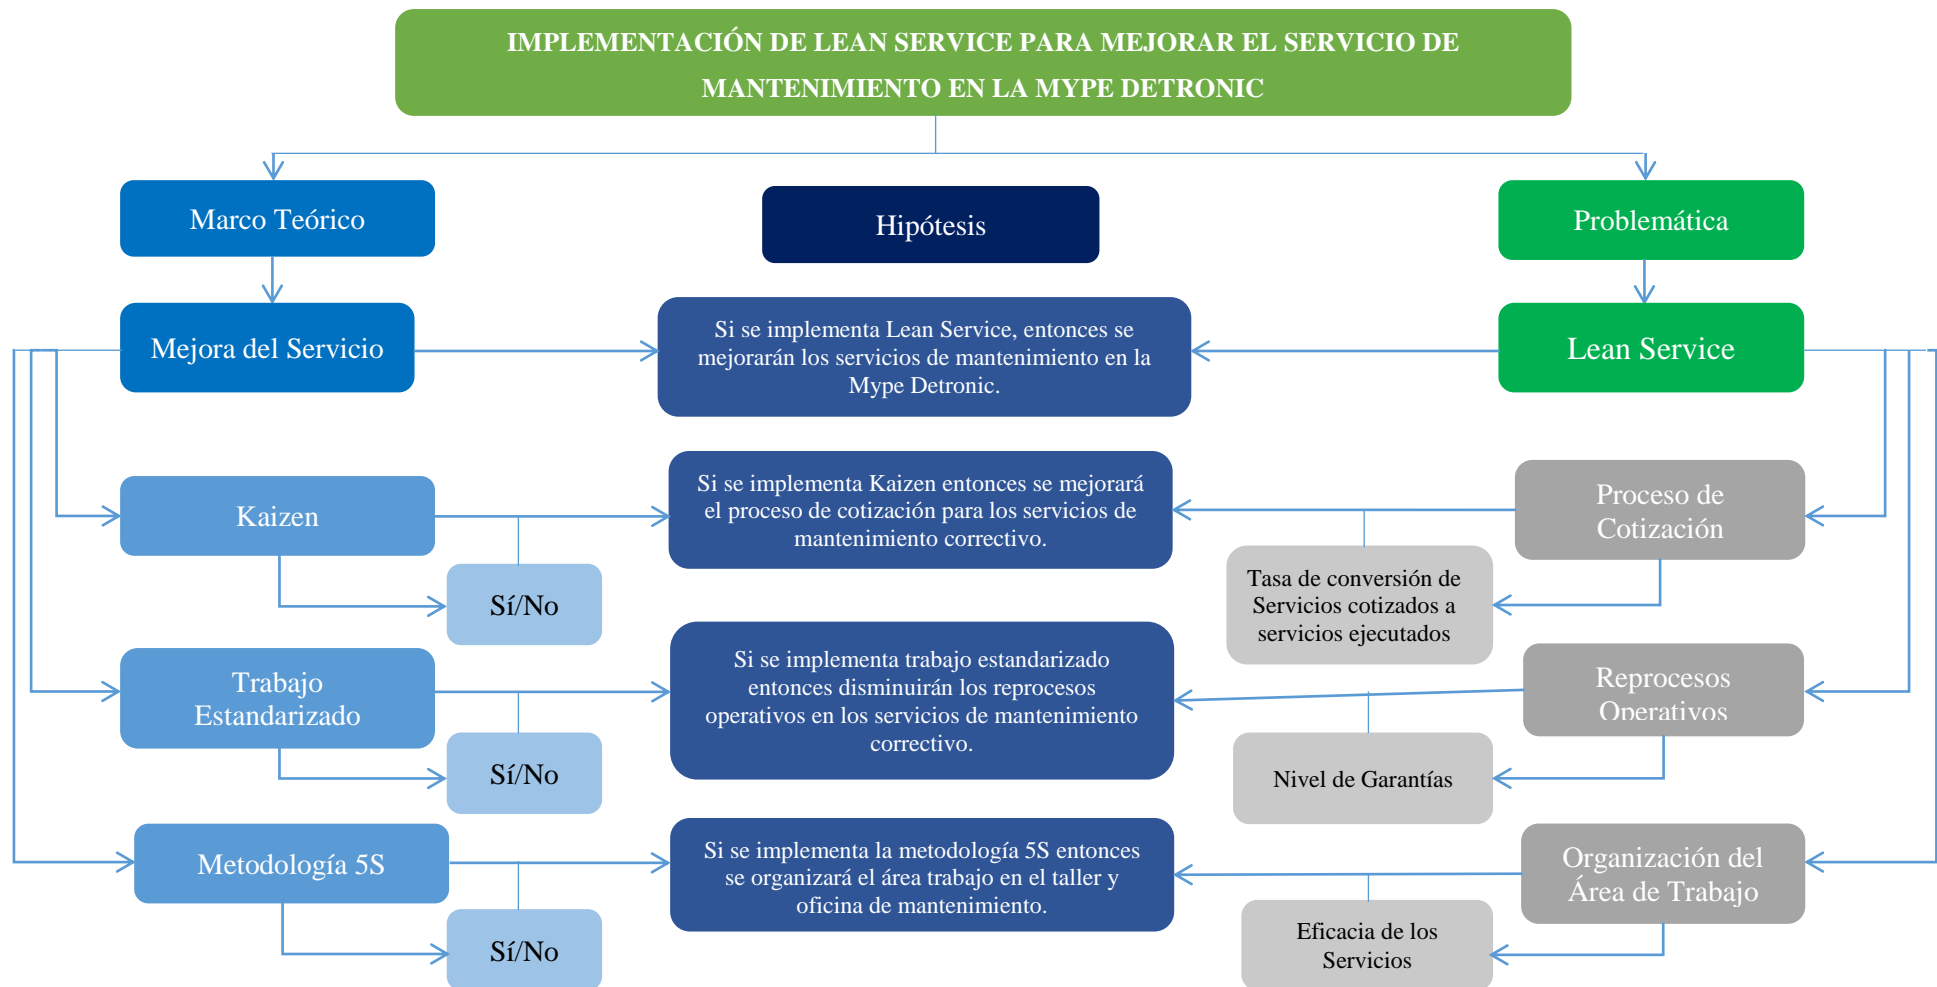 IMPLEMENTACIÓN DE LEAN SERVICE PARA MEJORAR EL SERVICIO DE
MANTENIMIENTO EN LA MYPE DETRONIC
Marco Teórico
Hipótesis
Problemática
Mejora del Servicio
Si se implementa Lean Service, entonces se
mejorarán los servicios de mantenimiento en la
Mype Detronic.
Lean Service
Kaizen
Si se implementa Kaizen entonces se mejorará
el proceso de cotización para los servicios de
mantenimiento correctivo.
Proceso de
Cotización
Sí/No
Tasa de conversión de
Servicios cotizados a
servicios ejecutados
Trabajo
Estandarizado
Si se implementa trabajo estandarizado
entonces disminuirán los reprocesos
operativos en los servicios de mantenimiento
correctivo.
Reprocesos
Operativos
Sí/No
Nivel de Garantías
Metodología 5S
Si se implementa la metodología 5S entonces
se organizará el área trabajo en el taller y
oficina de mantenimiento.
Organización del
Área de Trabajo
Sí/No
Eficacia de los
Servicios